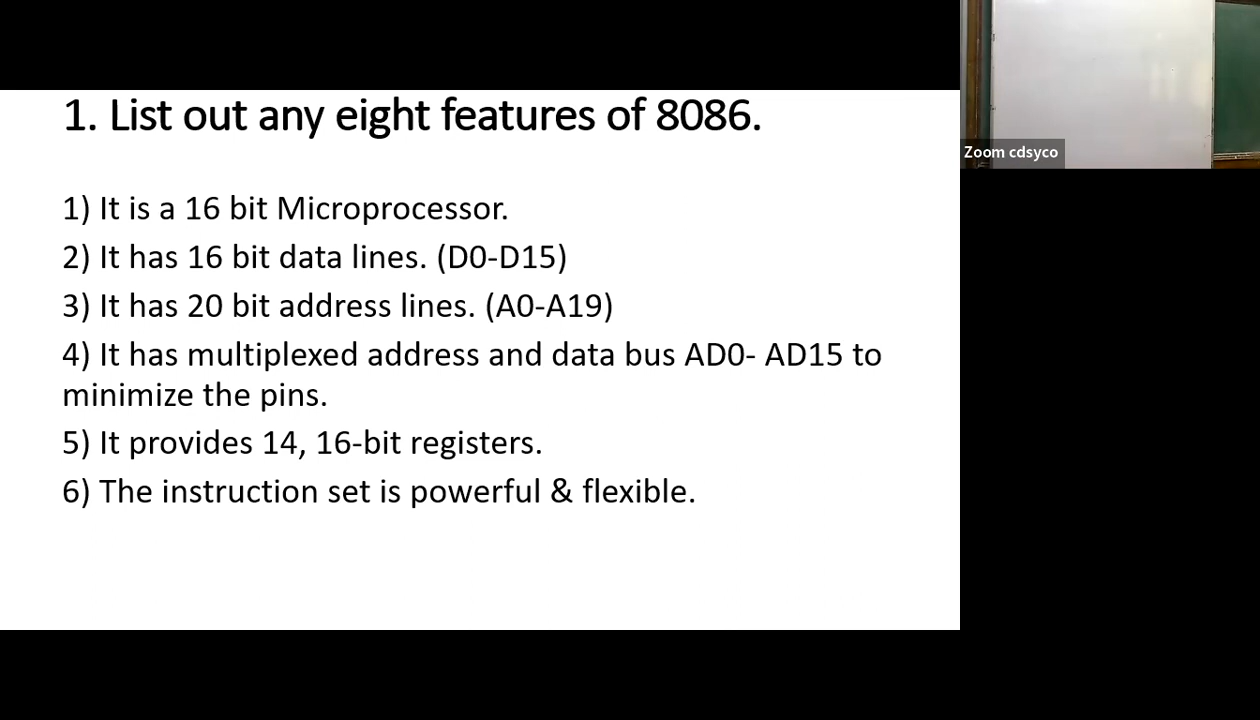 1. List out any eight features of 8086.
1) It is a 16 bit Microprocessor.
2) It has 16 bit data lines. (D0-D15)
3) It has 20 bit address lines. (A0-A19)
4) It has multiplexed address and data bus AD0- AD15 to
minimize the pins.
5) It provides 14, 16-bit registers.
6) The instruction set is powerful & flexible.
Zoom cdsyco